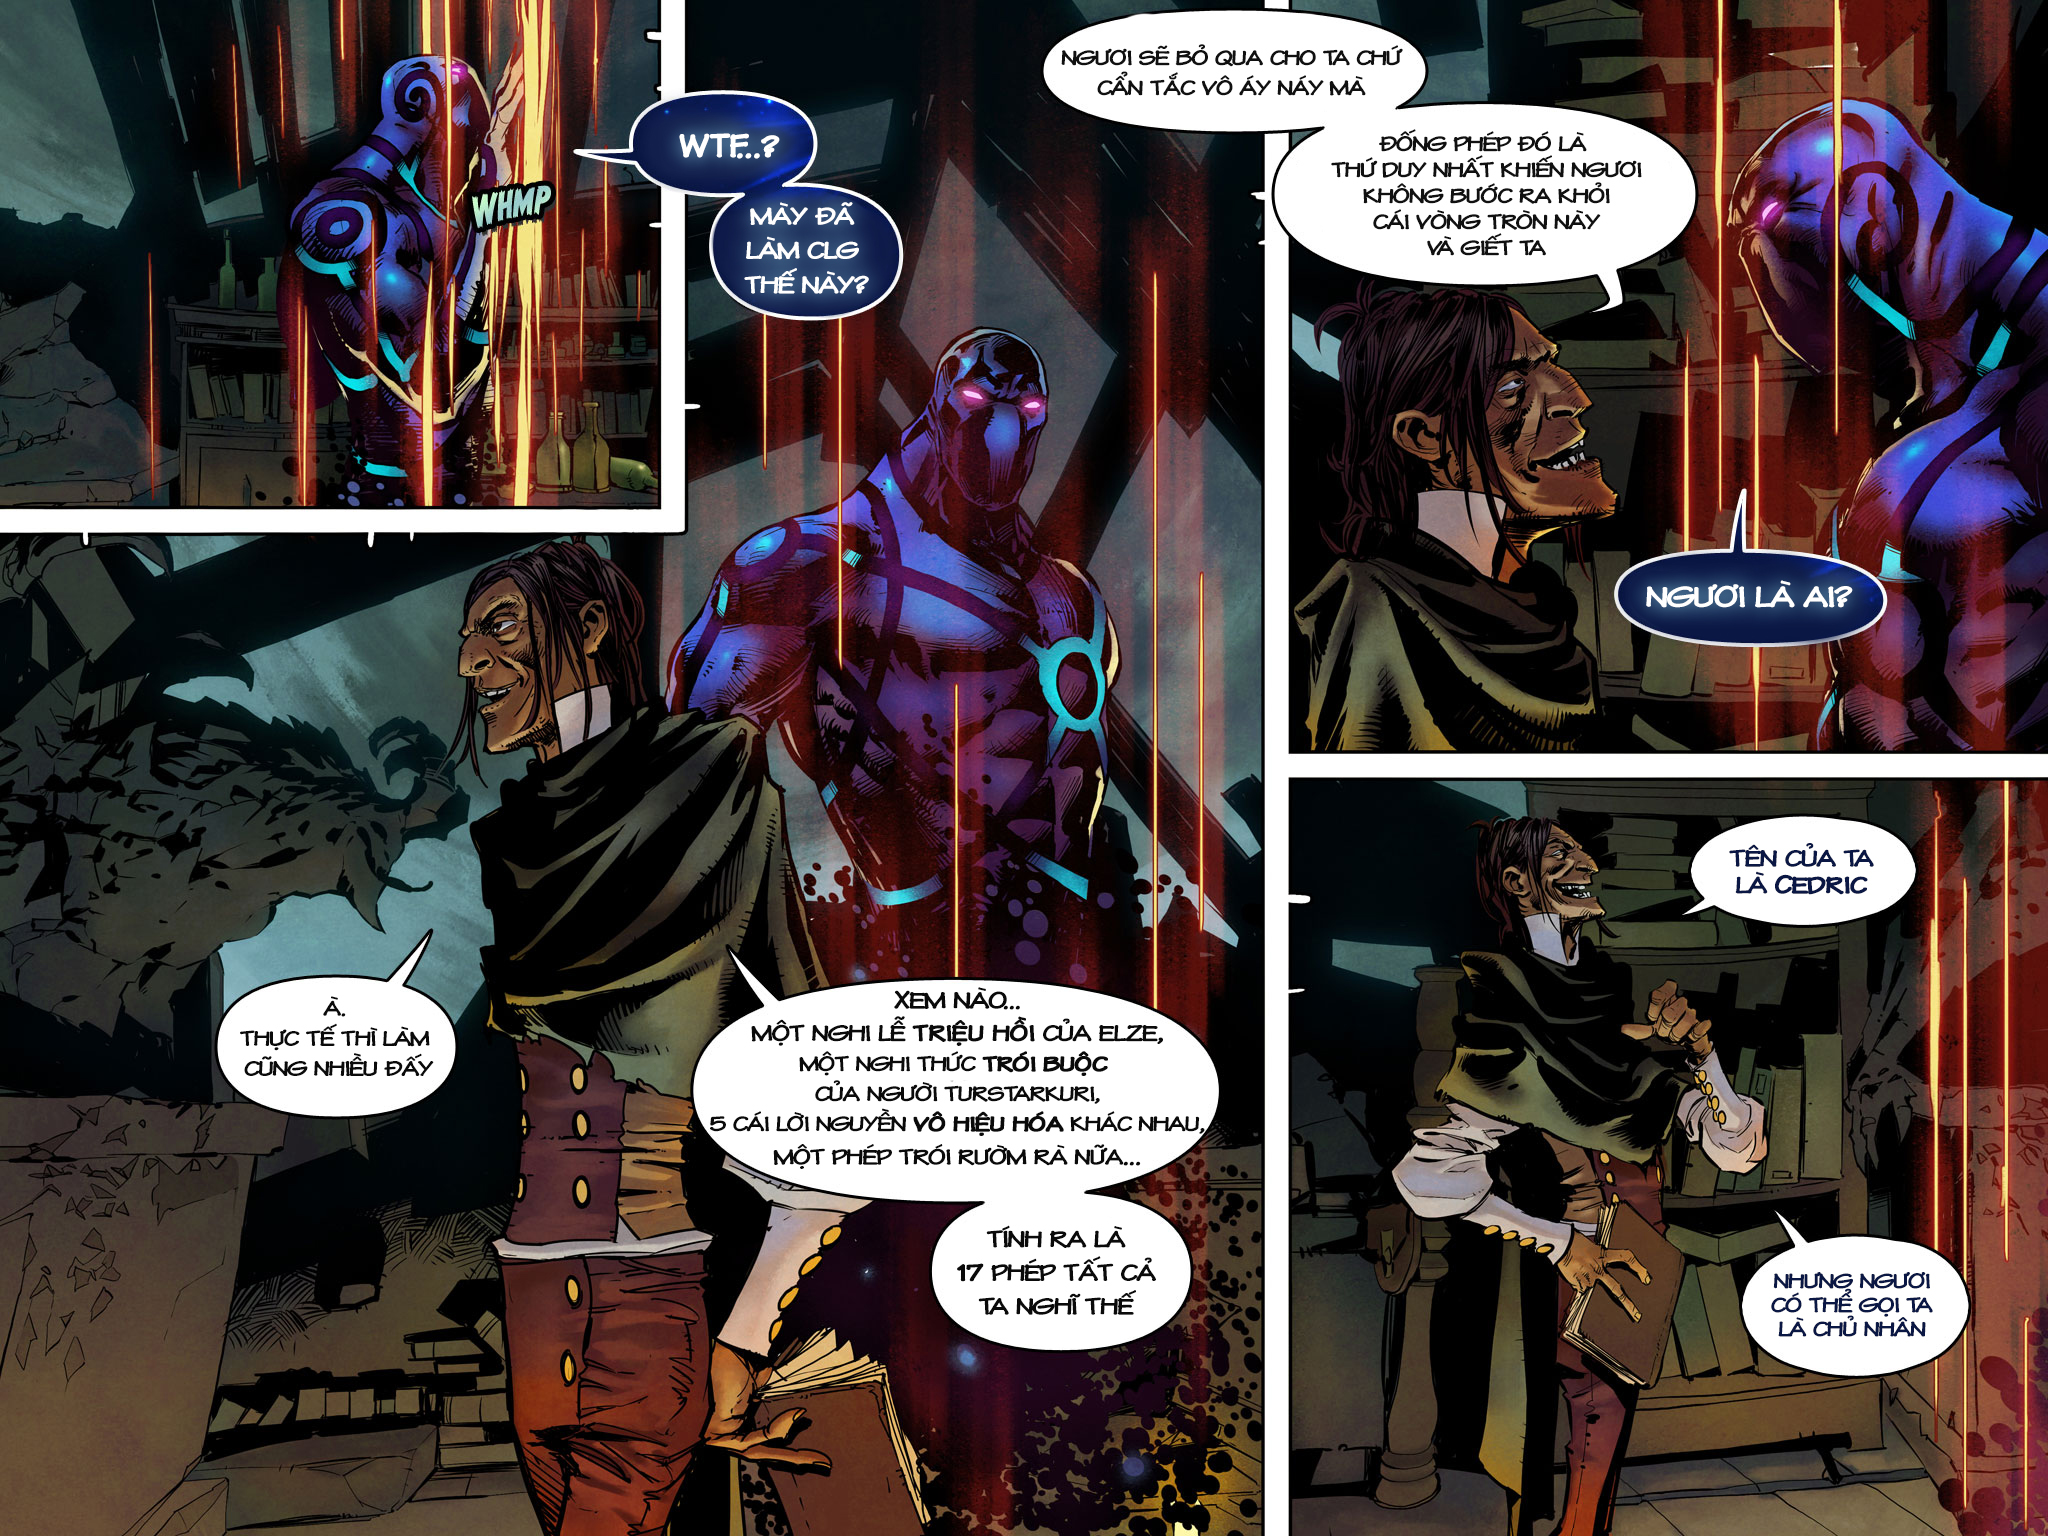 WHMP
WTF...?
MÀY ĐÃ
LÀM CLG
THẾ NÀY?
À.
THỰC TẾ THÌ LÀM
CŨNG NHIỀU ĐẤY
XEM NÀO...
MỘT NGHI LỄ TRIỆU HỒI CỦA ELZE,
MỘT NGHI THỨC TRÓI BUỘC
CỦA NGƯỜI TURSTARKURI,
5 CÁI LỜI NGUYỀN VÔ HIỆU HÓA KHÁC NHAU,
MỘT PHÉP TRÓI RƯỜM RÀ NỮA...
TÍNH RA LÀ
17 PHÉP TẤT CẢ
TA NGHĨ THẾ
NGƯƠI SẼ BỎ QUA CHO TA CHỨ
CẨN TẮC VÔ ÁY NÁY MÀ
ĐỐNG PHÉP ĐÓ LÀ
THỨ DUY NHẤT KHIẾN NGƯƠI
KHÔNG BƯỚC RA KHỎI
CÁI VÒNG TRÒN NÀY
VÀ GIẾT TA
NGƯƠI LÀ AI?
TÊN CỦA TA
LÀ CEDRIC
NHƯNG NGƯƠI
CÓ THỂ GỌI TA
LÀ CHỦ NHÂN